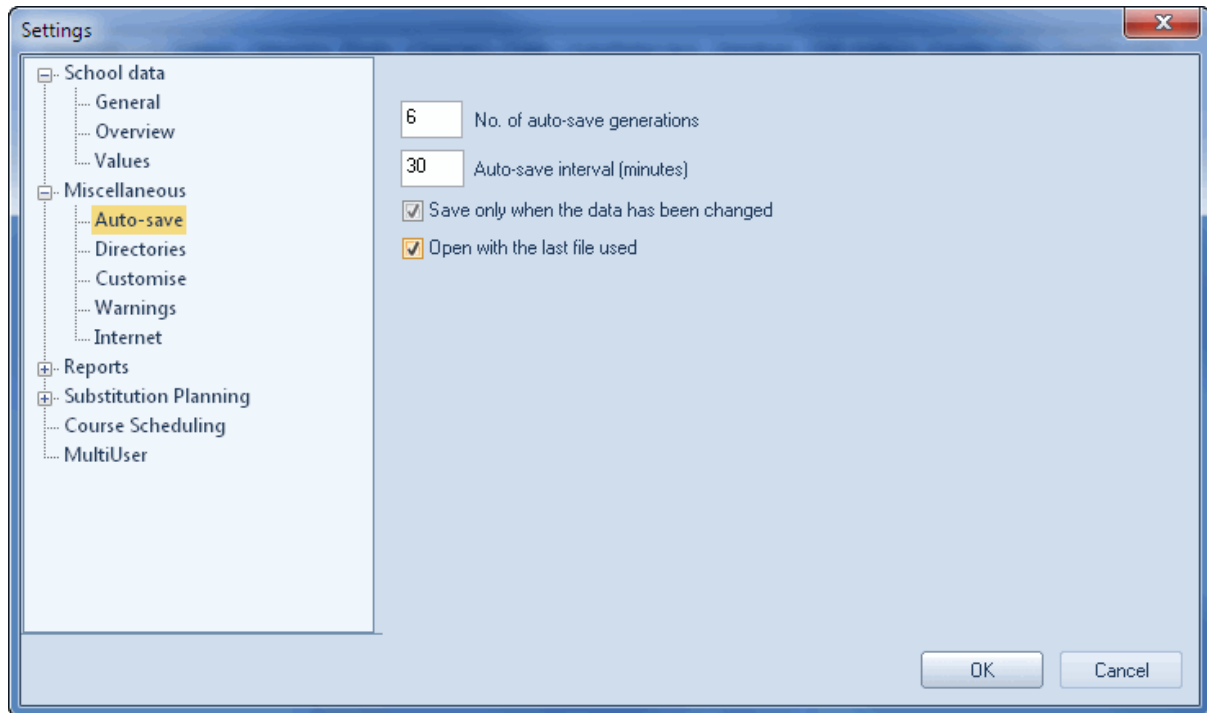 Settings
School data
General
Overview
Values
Miscellaneous
Auto-save
Directories
Customise
Warnings
Internet
Reports
Substitution Planning
Course Scheduling
MultiUser
6 No. of auto-save generations
30 Auto-save interval (minutes)
Save only when the data has been changed
Open with the last file used
OK Cancel